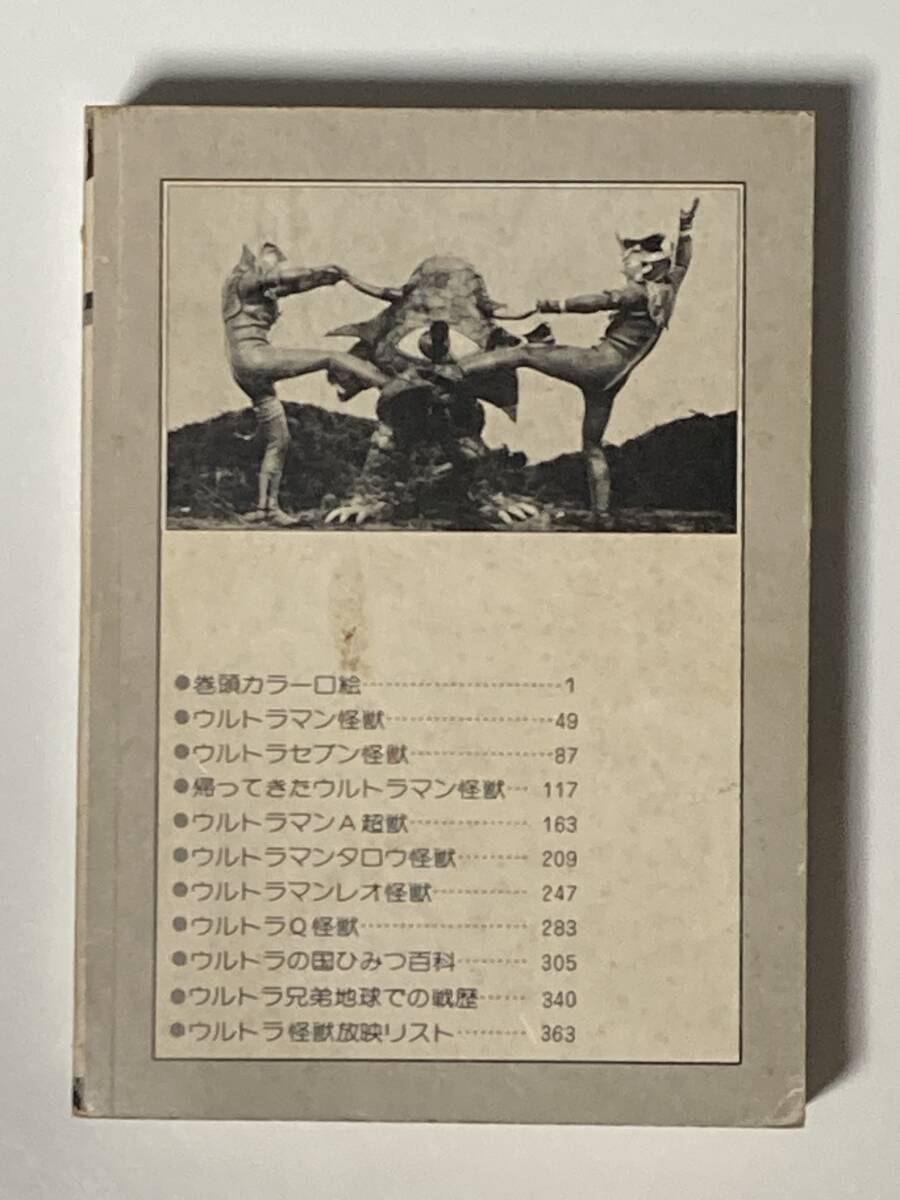 ●巻頭カラー口絵………………………1
●ウルトラマン怪獣…………………49
●ウルトラセブン怪獣………………87
●帰ってきたウルトラマン怪獣… 117
●ウルトラマンA超獣…………… 163
●ウルトラマンタロウ怪獣……… 209
●ウルトラマンレオ怪獣………… 247
●ウルトラQ怪獣………………… 283
●ウルトラの国ひみつ百科……… 305
●ウルトラ兄弟地球での戦歴…… 340
●ウルトラ怪獣放映リスト……… 363